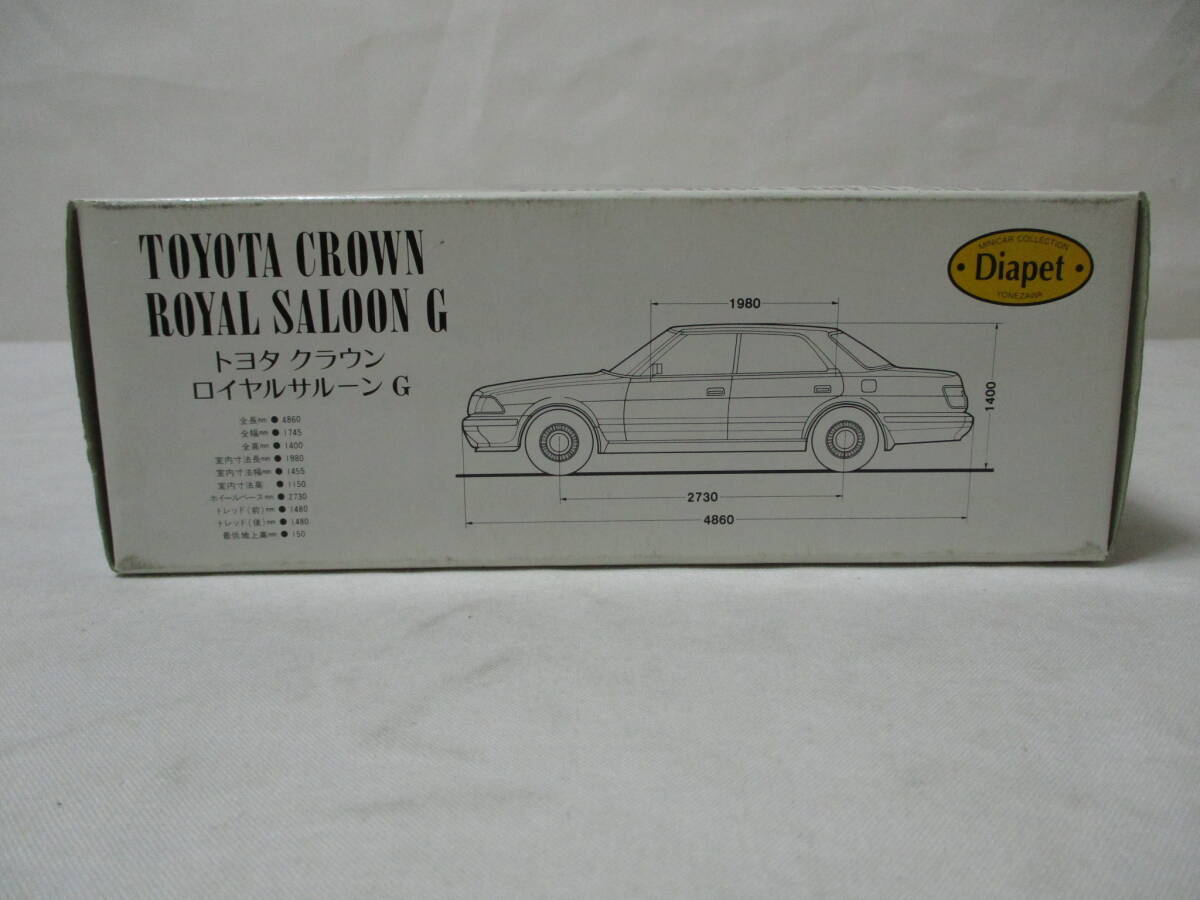 TOYOTA CROWN
ROYAL SALOON G
トヨタ クラウン
ロイヤルサルーン G
全長mm ● 4860
全幅mm ● 1745
全高mm ● 1400
室内寸法長mm ● 1980
室内寸法幅mm ● 1455
室内寸法高 ● 1150
ホイールベースmm ● 2730
トレッド(前)mm ● 1480
トレッド(後)mm ● 1480
最低地上高mm ● 150
MINICAR COLLECTION
• Diapet •
YONEZAWA
1980
1400
2730
4860